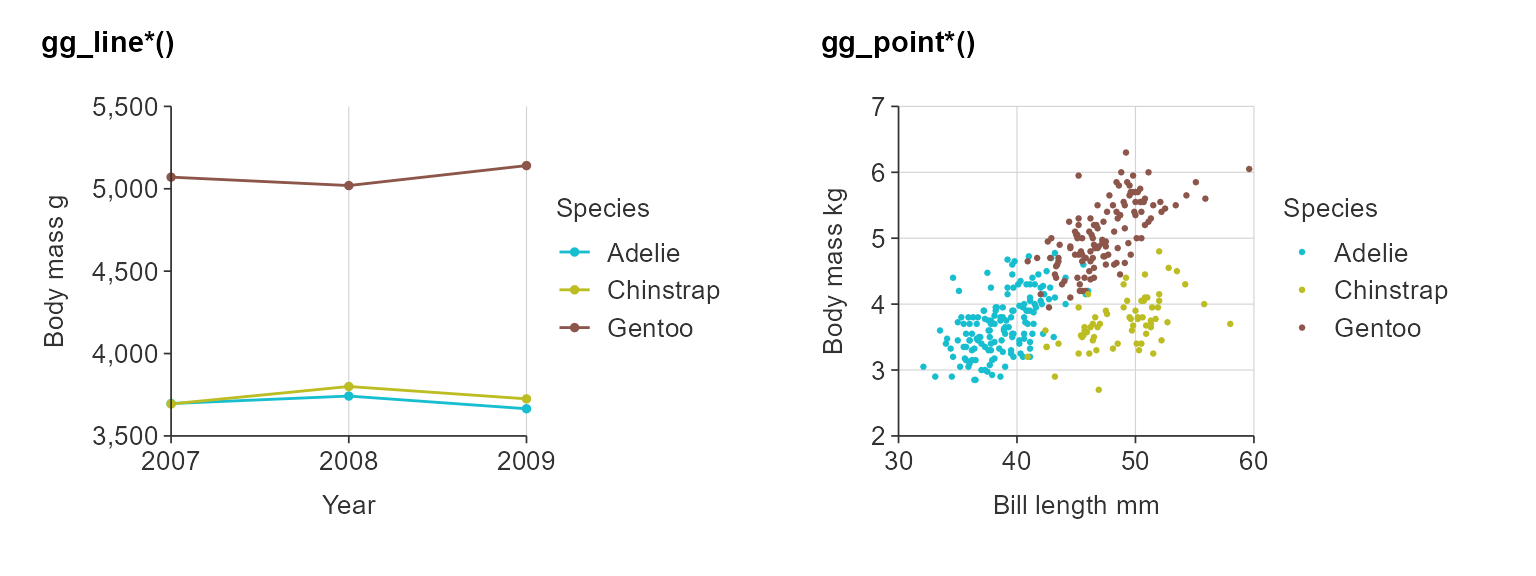 gg_line*()
5,500
5,000
4,500
4,000
3,500
Body mass g
2007 2008 2009
Year
Species
Adelie
Chinstrap
Gentoo
gg_point*()
7
6
5
4
3
2
Body mass kg
30 40 50 60
Bill length mm
Species
Adelie
Chinstrap
Gentoo